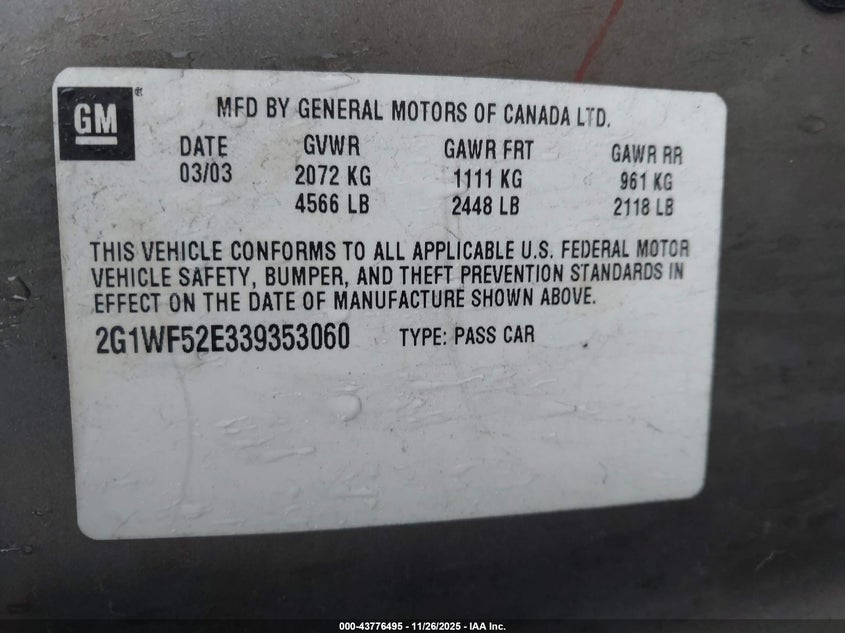 GM®
MFD BY GENERAL MOTORS OF CANADA LTD.
DATE GVWR GAWR FRT GAWR RR
03/03 2072 KG 1111 KG 961 KG
4566 LB 2448 LB 2118 LB
THIS VEHICLE CONFORMS TO ALL APPLICABLE U.S. FEDERAL MOTOR
VEHICLE SAFETY, BUMPER, AND THEFT PREVENTION STANDARDS IN
EFFECT ON THE DATE OF MANUFACTURE SHOWN ABOVE.
2G1WF52E339353060 TYPE: PASS CAR
000-43776495 - 11/26/2025 - IAA Inc.